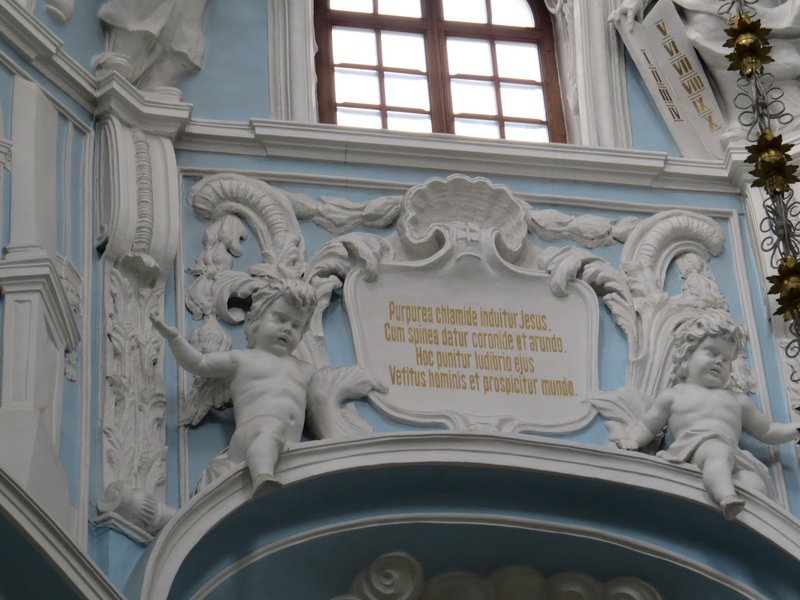 Purpurea chlamide induitur Jesus.
Cum spinea datur coronide et arundo.
Hoc punitur ludibrio ejus
Vetitus hominis et prospicitur mundo.